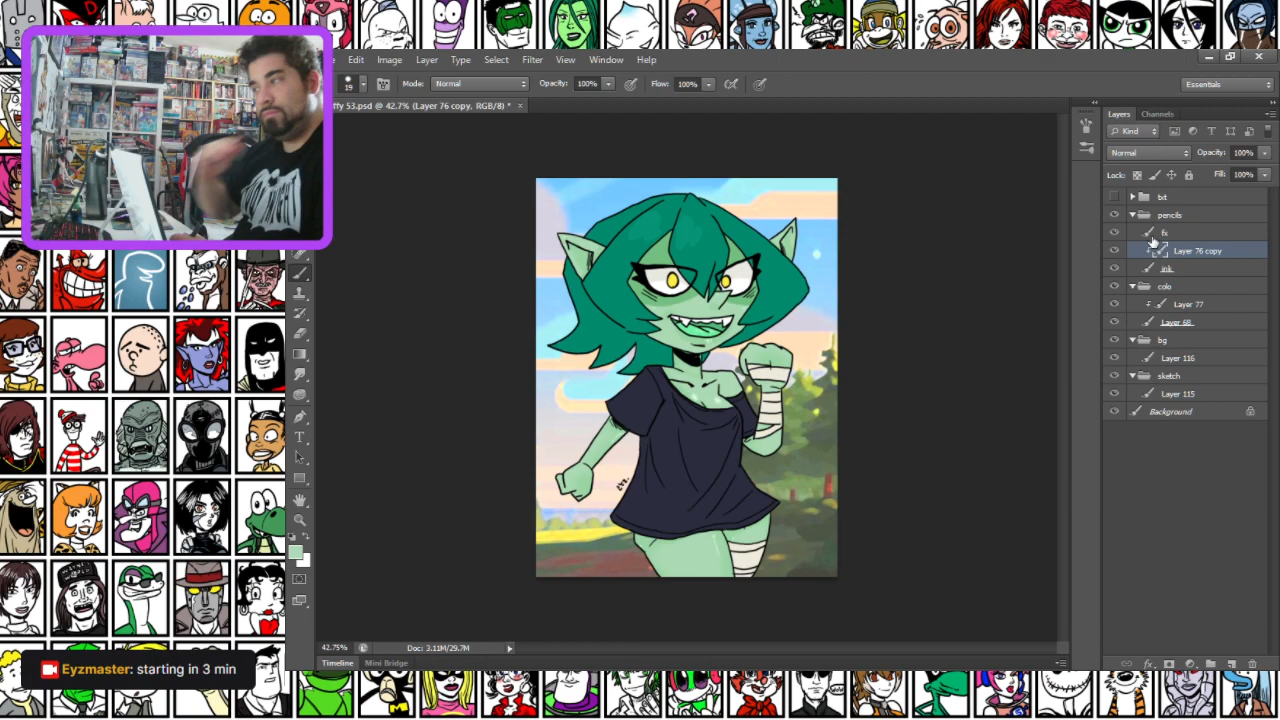 Edit Image Layer Type Select Filter View Window Help
19 Mode: Normal Opacity: 100% Flow: 100% Essentials
ffy 53.psd @ 42.7% (Layer 76 copy, RGB/8) * ×
Layers Channels
Kind
Normal Opacity: 100%
Lock: Fill: 100%
txt
pencils
fx
Layer 76 copy
ink
colo
Layer 77
Layer 68
bg
Layer 116
sketch
Layer 115
Background
42.75% Doc: 3.11M/29.7M
Timeline Mini Bridge
Eyzmaster: starting in 3 min